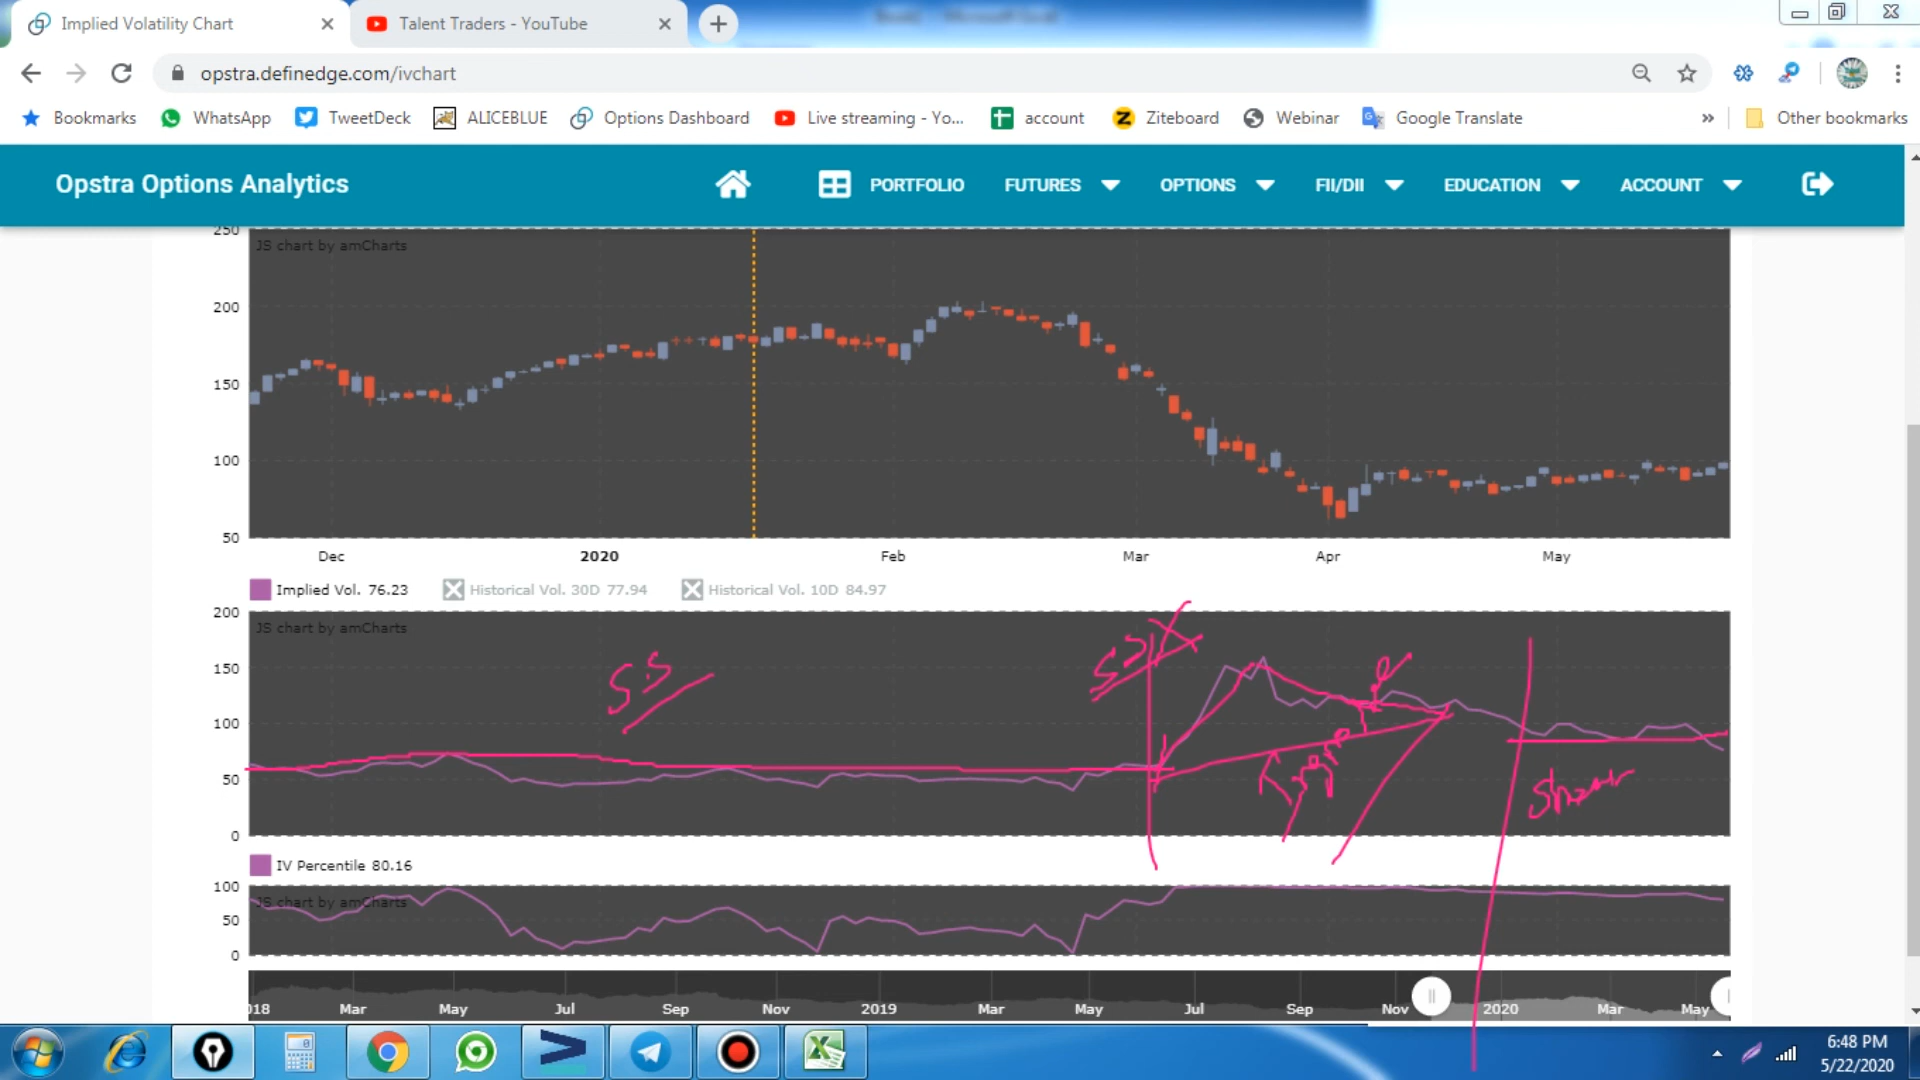 Implied Volatility Chart
Talent Traders - YouTube
opstra.definedge.com/ivchart
Bookmarks WhatsApp TweetDeck ALICEBLUE Options Dashboard Live streaming - Yo... account Ziteboard Webinar Google Translate » Other bookmarks
Opstra Options Analytics PORTFOLIO FUTURES OPTIONS FII/DII EDUCATION ACCOUNT
250
JS chart by amCharts
200
150
100
50
Dec 2020 Feb Mar Apr May
Implied Vol. 76.23 Historical Vol. 30D 77.94 Historical Vol. 10D 84.97
200
JS chart by amCharts
150
S.S
100
50
0
IV Percentile 80.16
100
JS chart by amCharts
50
0
018 Mar May Jul Sep Nov 2019 Mar May Jul Sep Nov 2020 Mar May
6:48 PM
5/22/2020